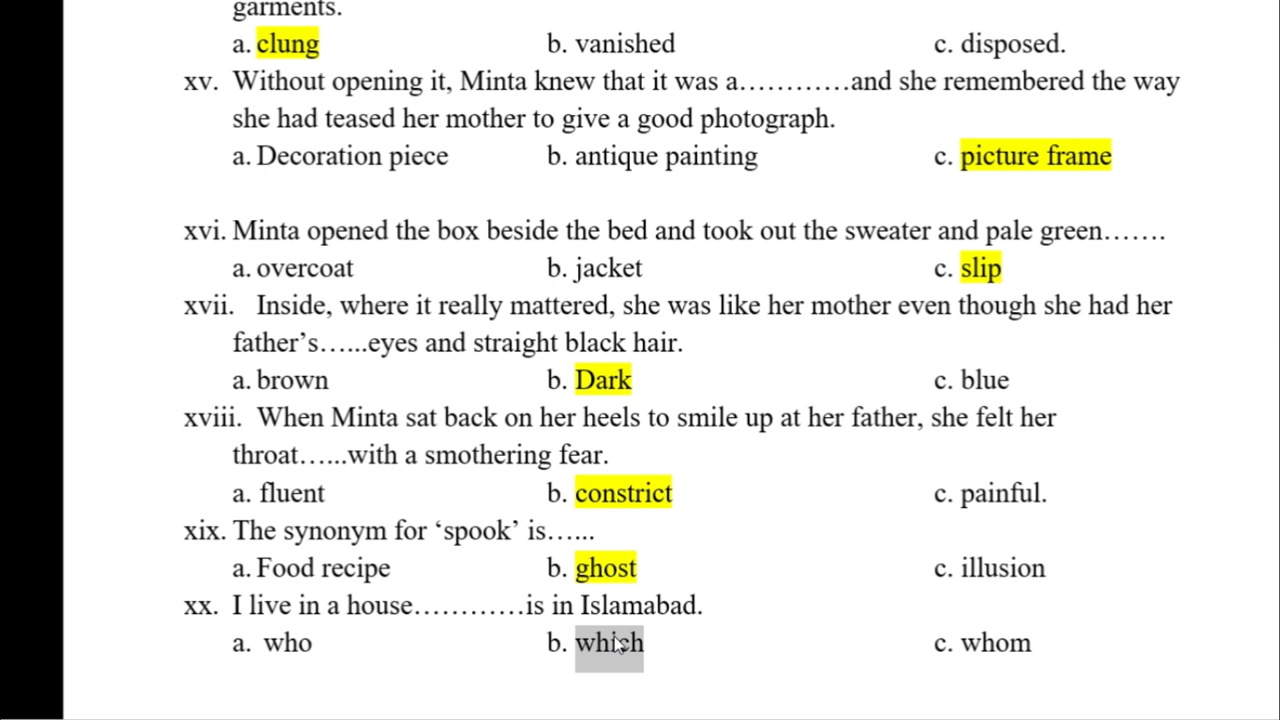 garments.
a. clung b. vanished c. disposed.
xv. Without opening it, Minta knew that it was a…………and she remembered the way
she had teased her mother to give a good photograph.
a. Decoration piece b. antique painting c. picture frame
xvi. Minta opened the box beside the bed and took out the sweater and pale green…….
a. overcoat b. jacket c. slip
xvii. Inside, where it really mattered, she was like her mother even though she had her
father’s…...eyes and straight black hair.
a. brown b. Dark c. blue
xviii. When Minta sat back on her heels to smile up at her father, she felt her
throat…...with a smothering fear.
a. fluent b. constrict c. painful.
xix. The synonym for ‘spook’ is…...
a. Food recipe b. ghost c. illusion
xx. I live in a house…………is in Islamabad.
a. who b. which c. whom